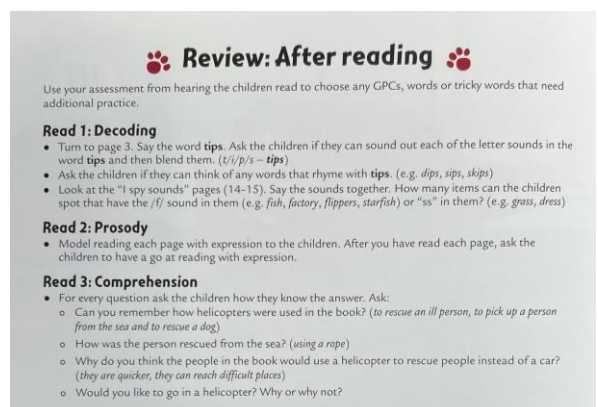 Review: After reading
Use your assessment from hearing the children read to choose any GPCs, words or tricky words that need
additional practice.
Read 1: Decoding
• Turn to page 3. Say the word tips. Ask the children if they can sound out each of the letter sounds in the
word tips and then blend them. (t/i/p/s – tips)
• Ask the children if they can think of any words that rhyme with tips. (e.g. dips, sips, skips)
• Look at the "I spy sounds" pages (14–15). Say the sounds together. How many items can the children
spot that have the /f/ sound in them (e.g. fish, factory, flippers, starfish) or "ss" in them? (e.g. grass, dress)
Read 2: Prosody
• Model reading each page with expression to the children. After you have read each page, ask the
children to have a go at reading with expression.
Read 3: Comprehension
• For every question ask the children how they know the answer. Ask:
o Can you remember how helicopters were used in the book? (to rescue an ill person, to pick up a person
from the sea and to rescue a dog)
o How was the person rescued from the sea? (using a rope)
o Why do you think the people in the book would use a helicopter to rescue people instead of a car?
(they are quicker, they can reach difficult places)
o Would you like to go in a helicopter? Why or why not?